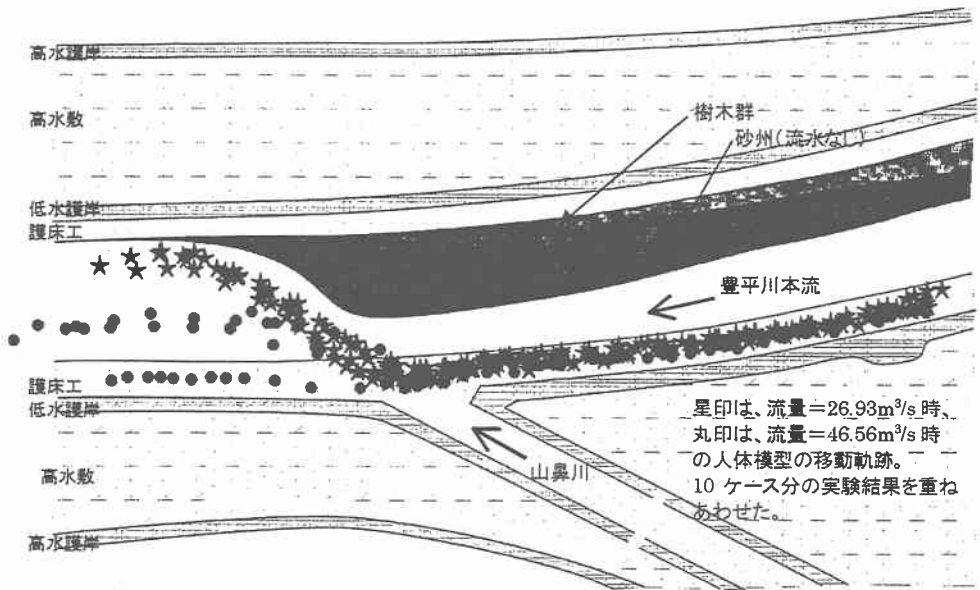 高水護岸
高水敷
樹木群
砂州(流水なし)
低水護岸
護床工
豊平川本流
護床工
低水護岸
星印は、流量=26.93m³/s 時、
丸印は、流量=46.56m³/s 時
の人体模型の移動軌跡。
10 ケース分の実験結果を重ね
あわせた。
山鼻川
高水敷
高水護岸